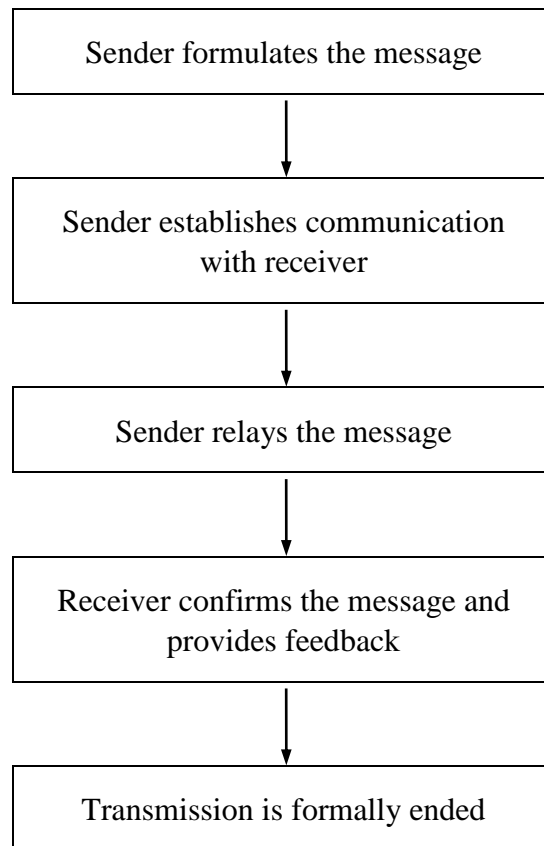 Sender formulates the message
Sender establishes communication
with receiver
Sender relays the message
Receiver confirms the message and
provides feedback
Transmission is formally ended